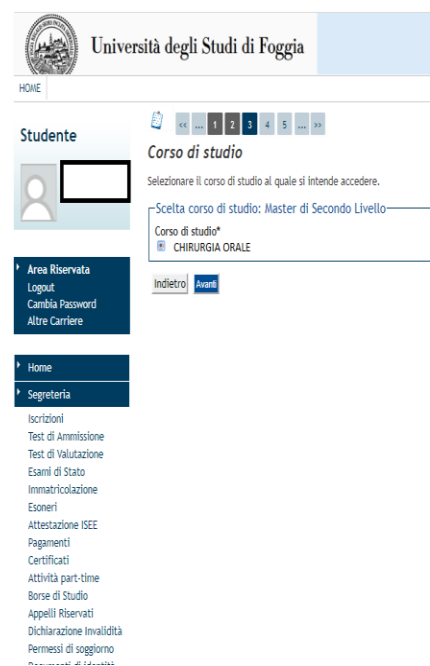 Università degli Studi di Foggia
HOME
Studente
<< ... 1 2 3 4 5 ... >>
Corso di studio
Selezionare il corso di studio al quale si intende accedere.
Scelta corso di studio: Master di Secondo Livello
Corso di studio*
CHIRURGIA ORALE
Indietro Avanti
Area Riservata
Logout
Cambia Password
Altre Carriere
Home
Segreteria
Iscrizioni
Test di Ammissione
Test di Valutazione
Esami di Stato
Immatricolazione
Esoneri
Attestazione ISEE
Pagamenti
Certificati
Attività part-time
Borse di Studio
Appelli Riservati
Dichiarazione Invalidità
Permessi di soggiorno
Documenti di identità